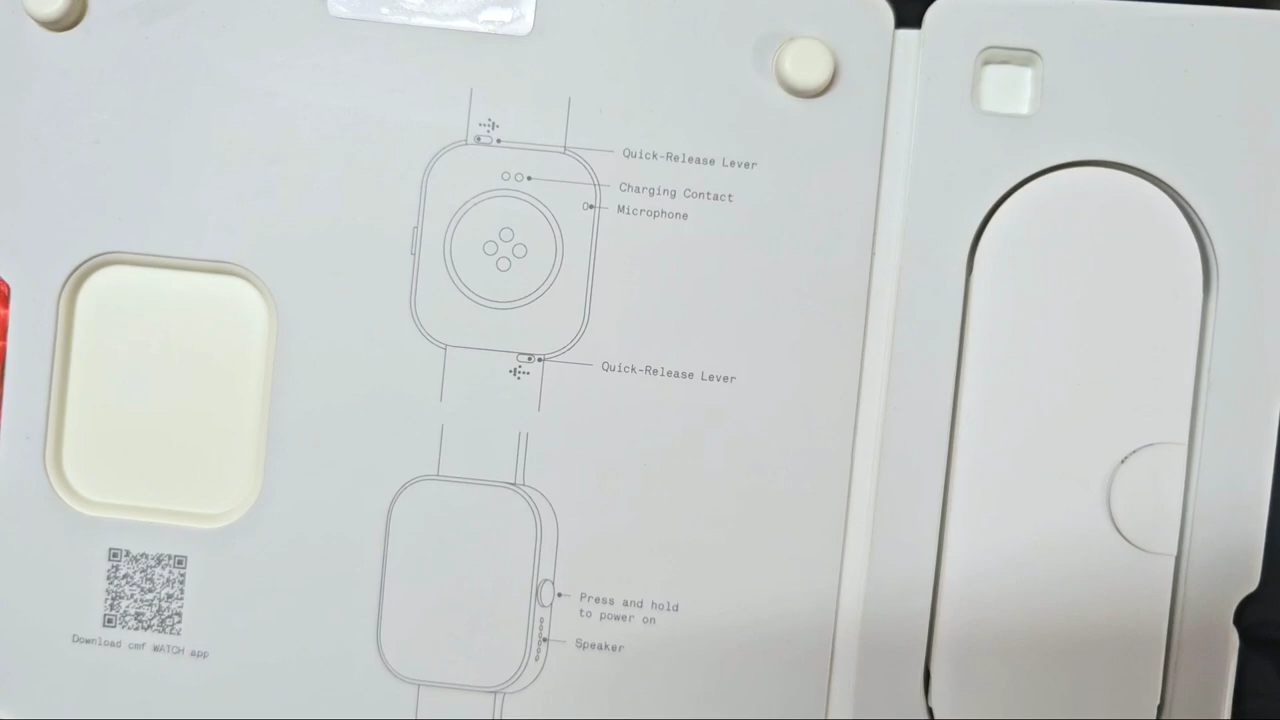 Quick-Release Lever
Charging Contact
Microphone
Quick-Release Lever
Press and hold
to power on
Speaker
Download cmf WATCH app